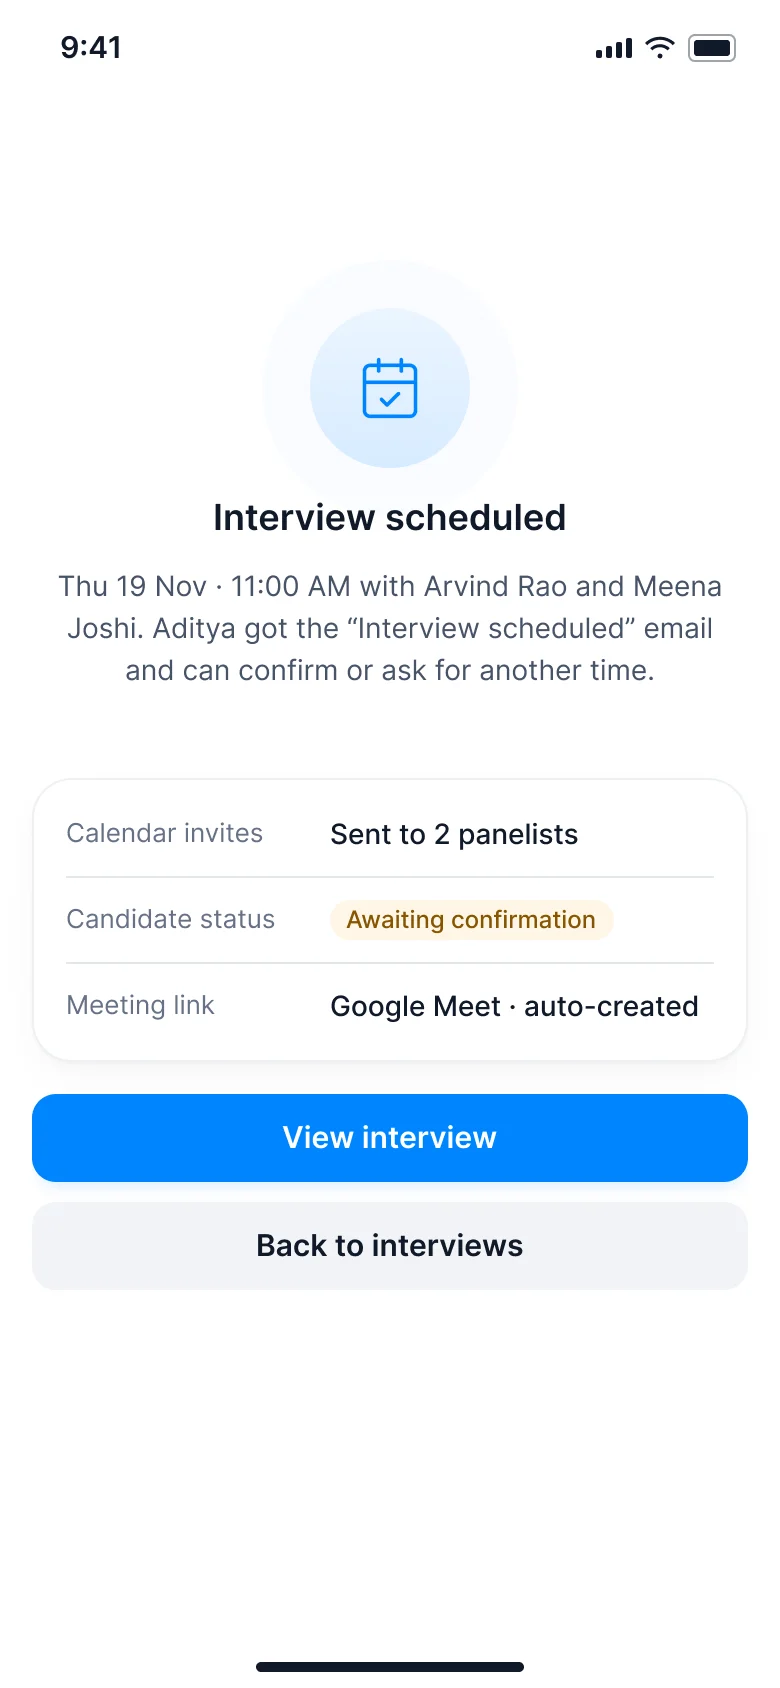 9:41
Interview scheduled
Thu 19 Nov · 11:00 AM with Arvind Rao and Meena
Joshi. Aditya got the “Interview scheduled” email
and can confirm or ask for another time.
Calendar invites Sent to 2 panelists
Candidate status Awaiting confirmation
Meeting link Google Meet · auto-created
View interview
Back to interviews